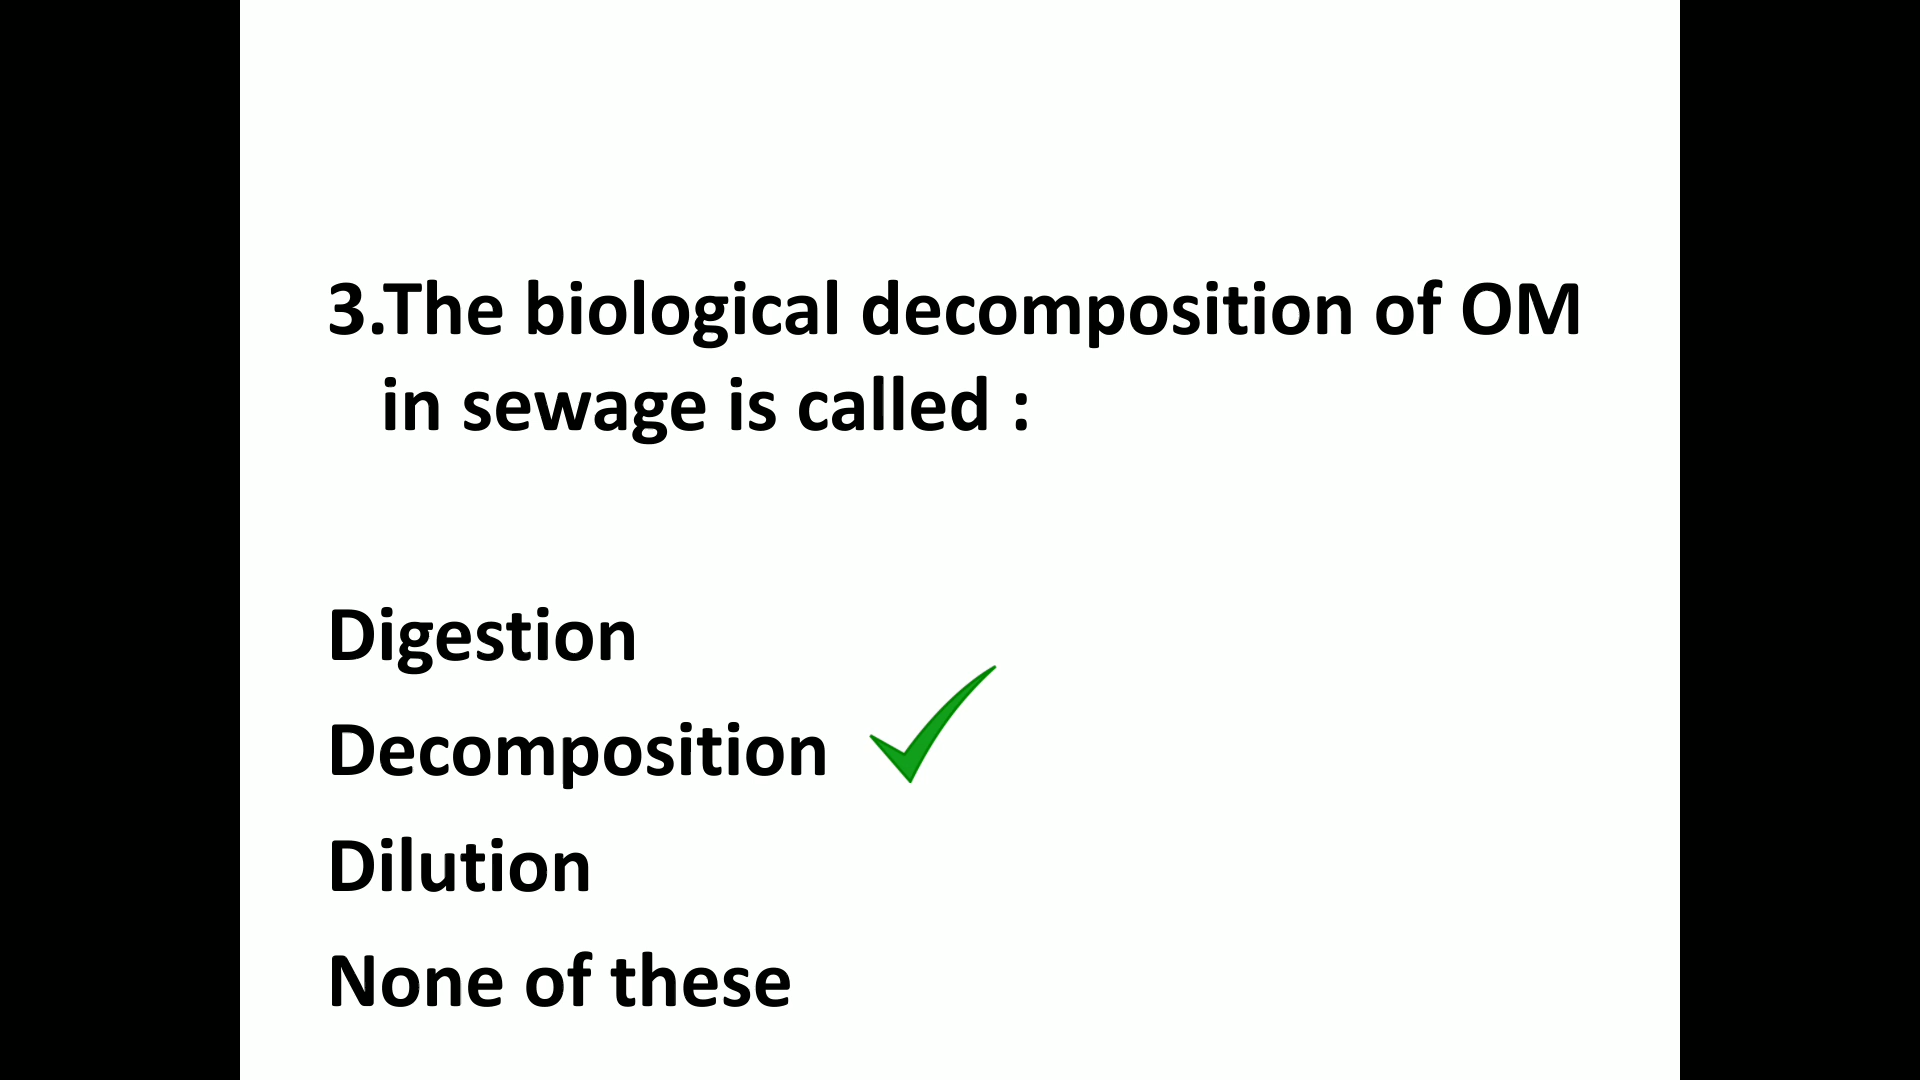 3.The biological decomposition of OM
in sewage is called :
Digestion
Decomposition
Dilution
None of these